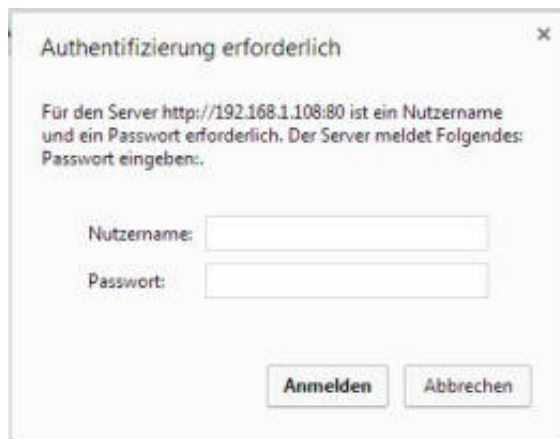 Authentifizierung erforderlich
Für den Server http://192.168.1.108:80 ist ein Nutzername
und ein Passwort erforderlich. Der Server meldet Folgendes:
Passwort eingeben:.
Nutzername:
Passwort:
Anmelden Abbrechen